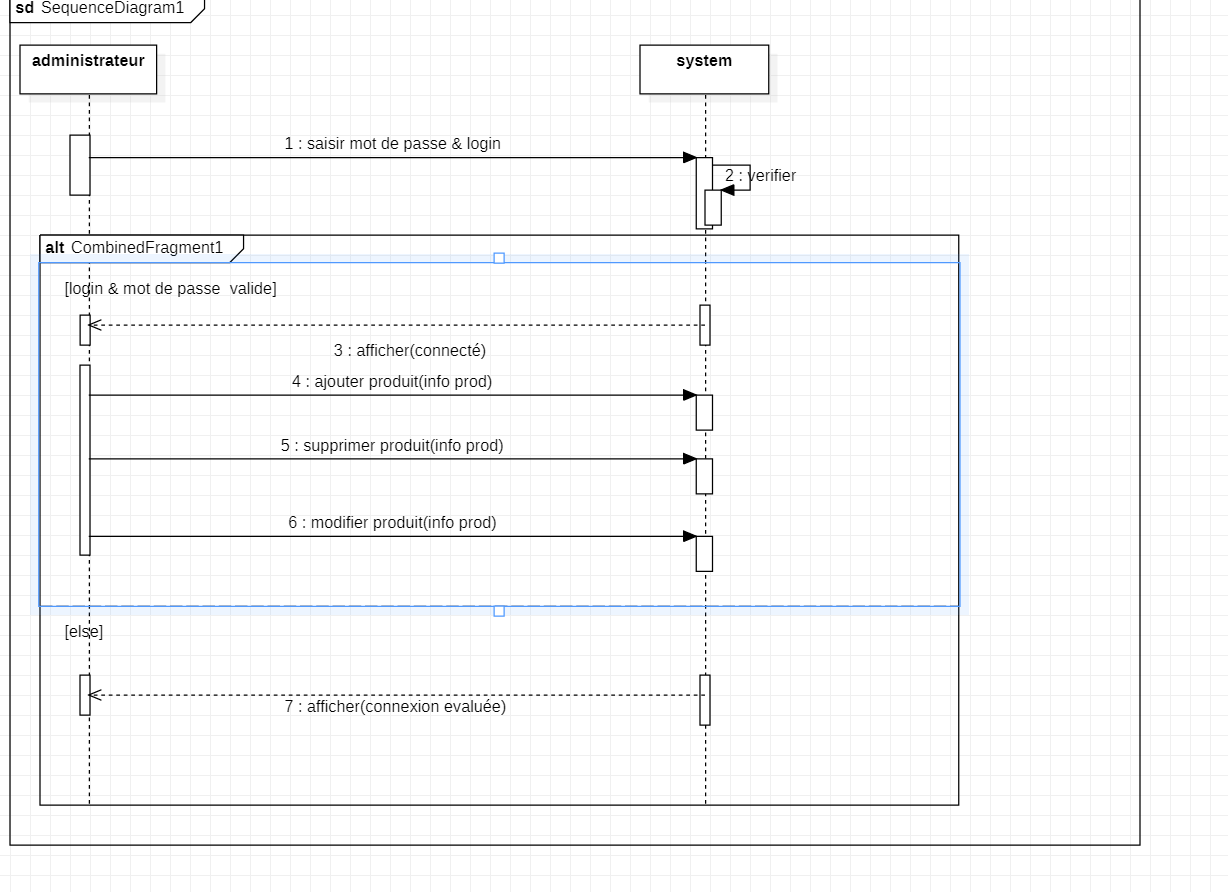 sd SequenceDiagram1
administrateur
system
1 : saisir mot de passe & login
2 : verifier
alt CombinedFragment1
[login & mot de passe  valide]
3 : afficher(connecté)
4 : ajouter produit(info prod)
5 : supprimer produit(info prod)
6 : modifier produit(info prod)
[else]
7 : afficher(connexion evaluée)